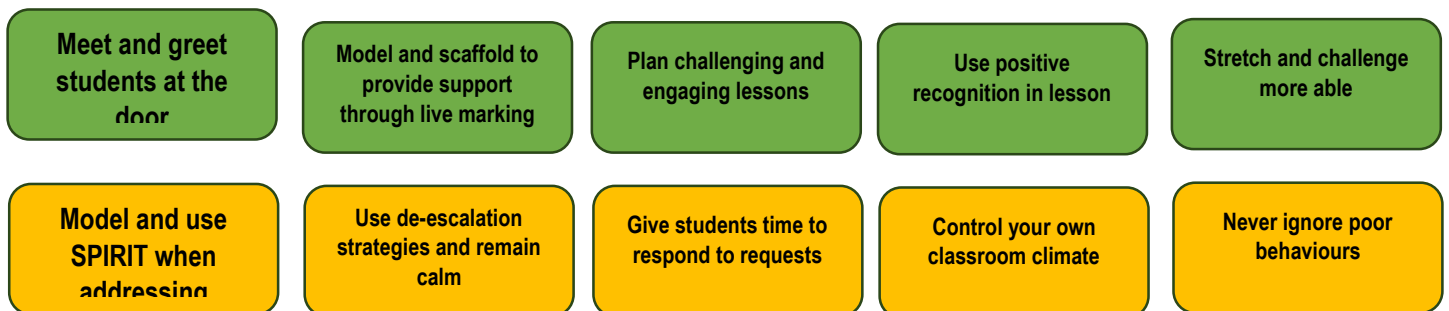 Meet and greet
students at the
door
Model and scaffold to
provide support
through live marking
Plan challenging and
engaging lessons
Use positive
recognition in lesson
Stretch and challenge
more able
Model and use
SPIRIT when
addressing
Use de-escalation
strategies and remain
calm
Give students time to
respond to requests
Control your own
classroom climate
Never ignore poor
behaviours